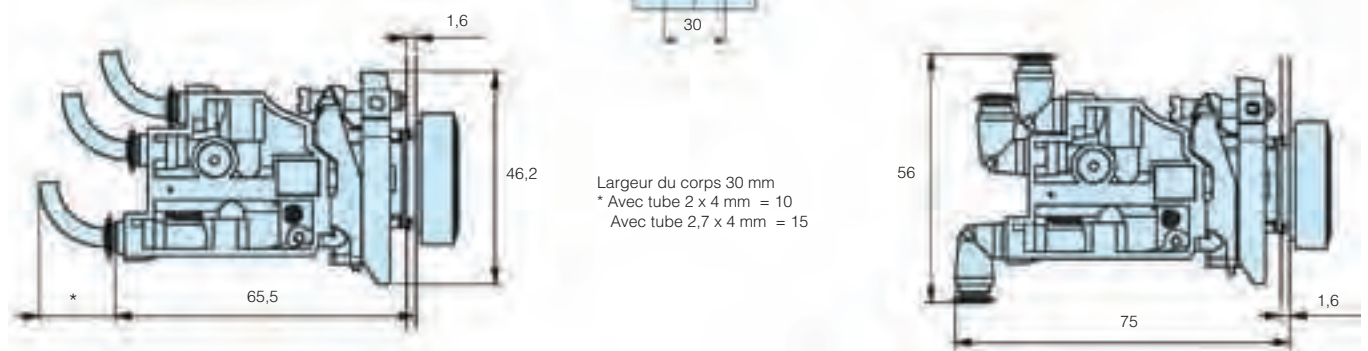 30
1,6
46,2
* 65,5
Largeur du corps 30 mm
* Avec tube 2 x 4 mm = 10
Avec tube 2,7 x 4 mm = 15
56
1,6
75